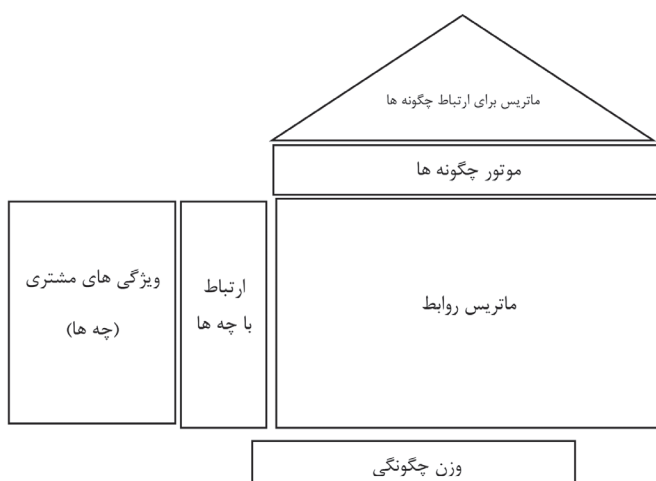 ماتریس برای ارتباط چگونه ها
موتور چگونه ها
ویژگی های مشتری
(چه ها)
ارتباط
با چه ها
ماتریس روابط
وزن چگونگی